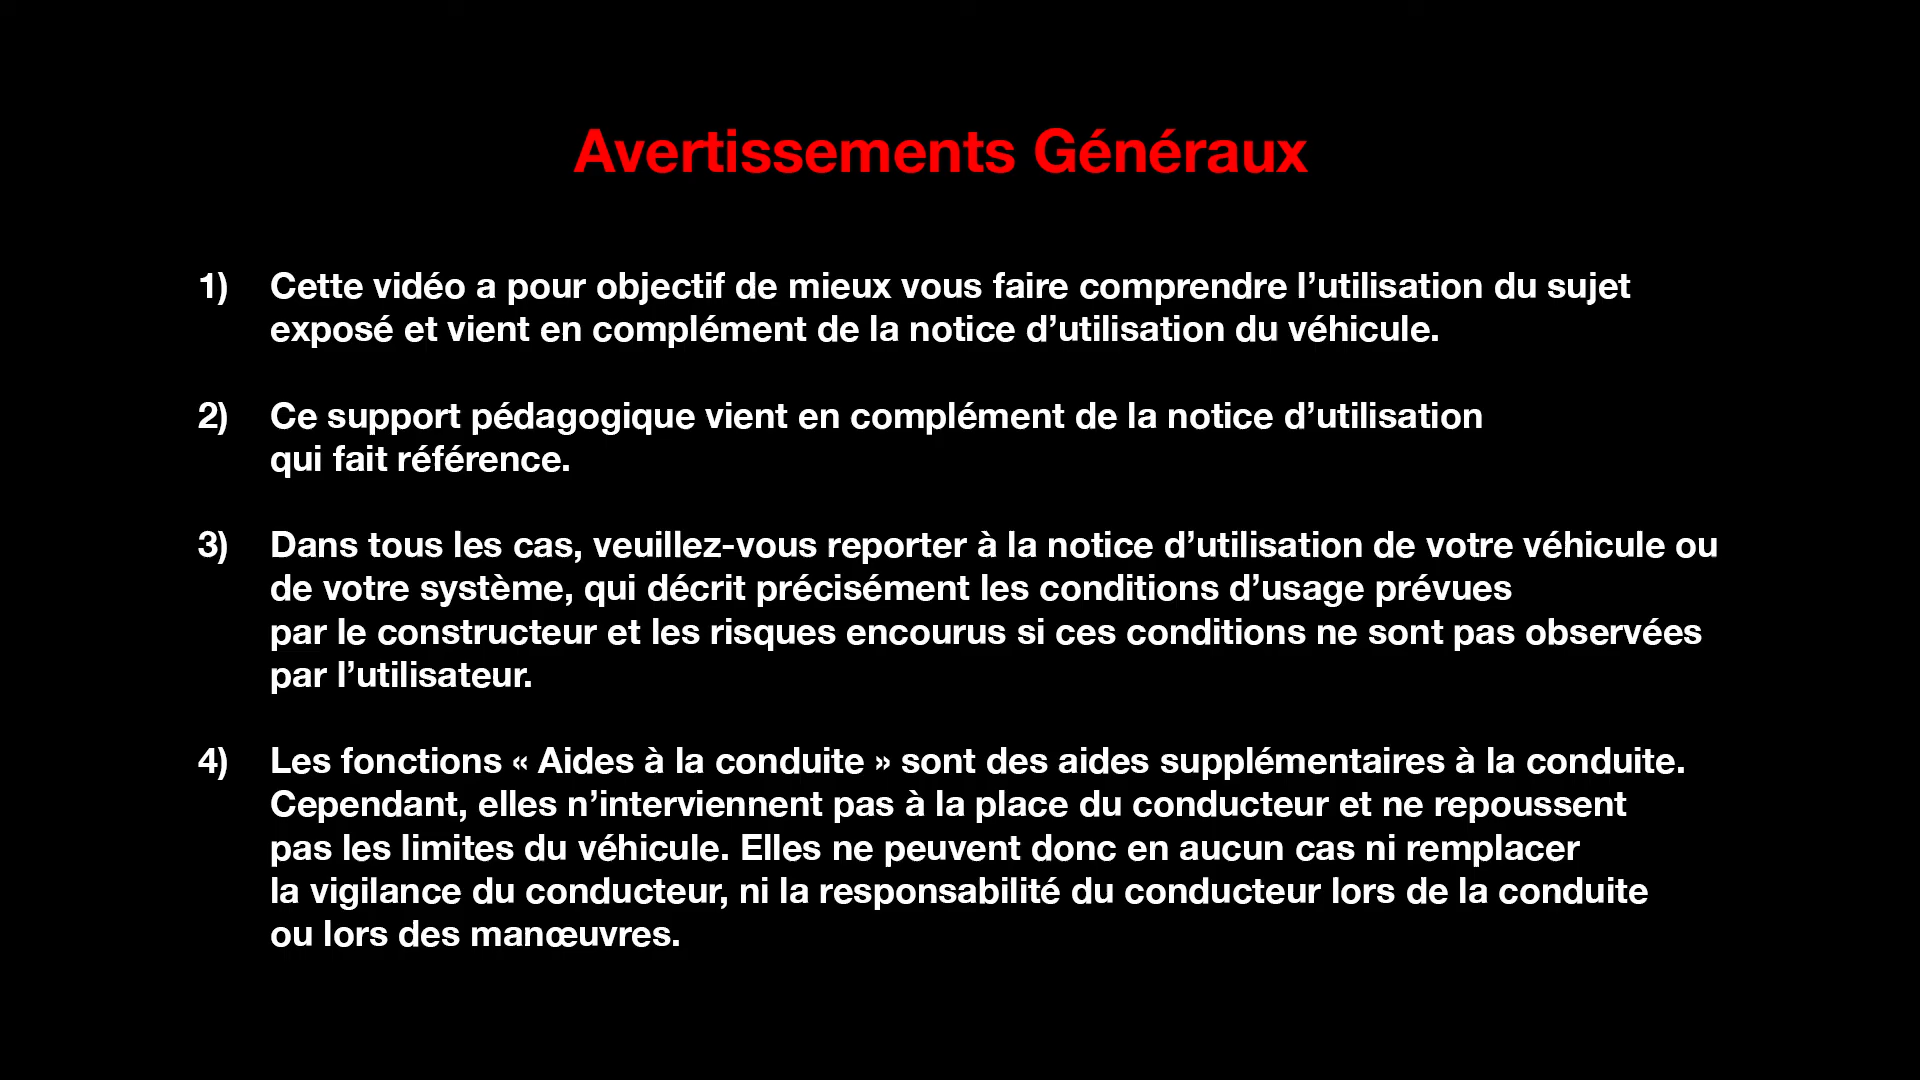 Avertissements Généraux
1) Cette vidéo a pour objectif de mieux vous faire comprendre l’utilisation du sujet
exposé et vient en complément de la notice d’utilisation du véhicule.
2) Ce support pédagogique vient en complément de la notice d’utilisation
qui fait référence.
3) Dans tous les cas, veuillez-vous reporter à la notice d’utilisation de votre véhicule ou
de votre système, qui décrit précisément les conditions d’usage prévues
par le constructeur et les risques encourus si ces conditions ne sont pas observées
par l’utilisateur.
4) Les fonctions « Aides à la conduite » sont des aides supplémentaires à la conduite.
Cependant, elles n’interviennent pas à la place du conducteur et ne repoussent
pas les limites du véhicule. Elles ne peuvent donc en aucun cas ni remplacer
la vigilance du conducteur, ni la responsabilité du conducteur lors de la conduite
ou lors des manœuvres.